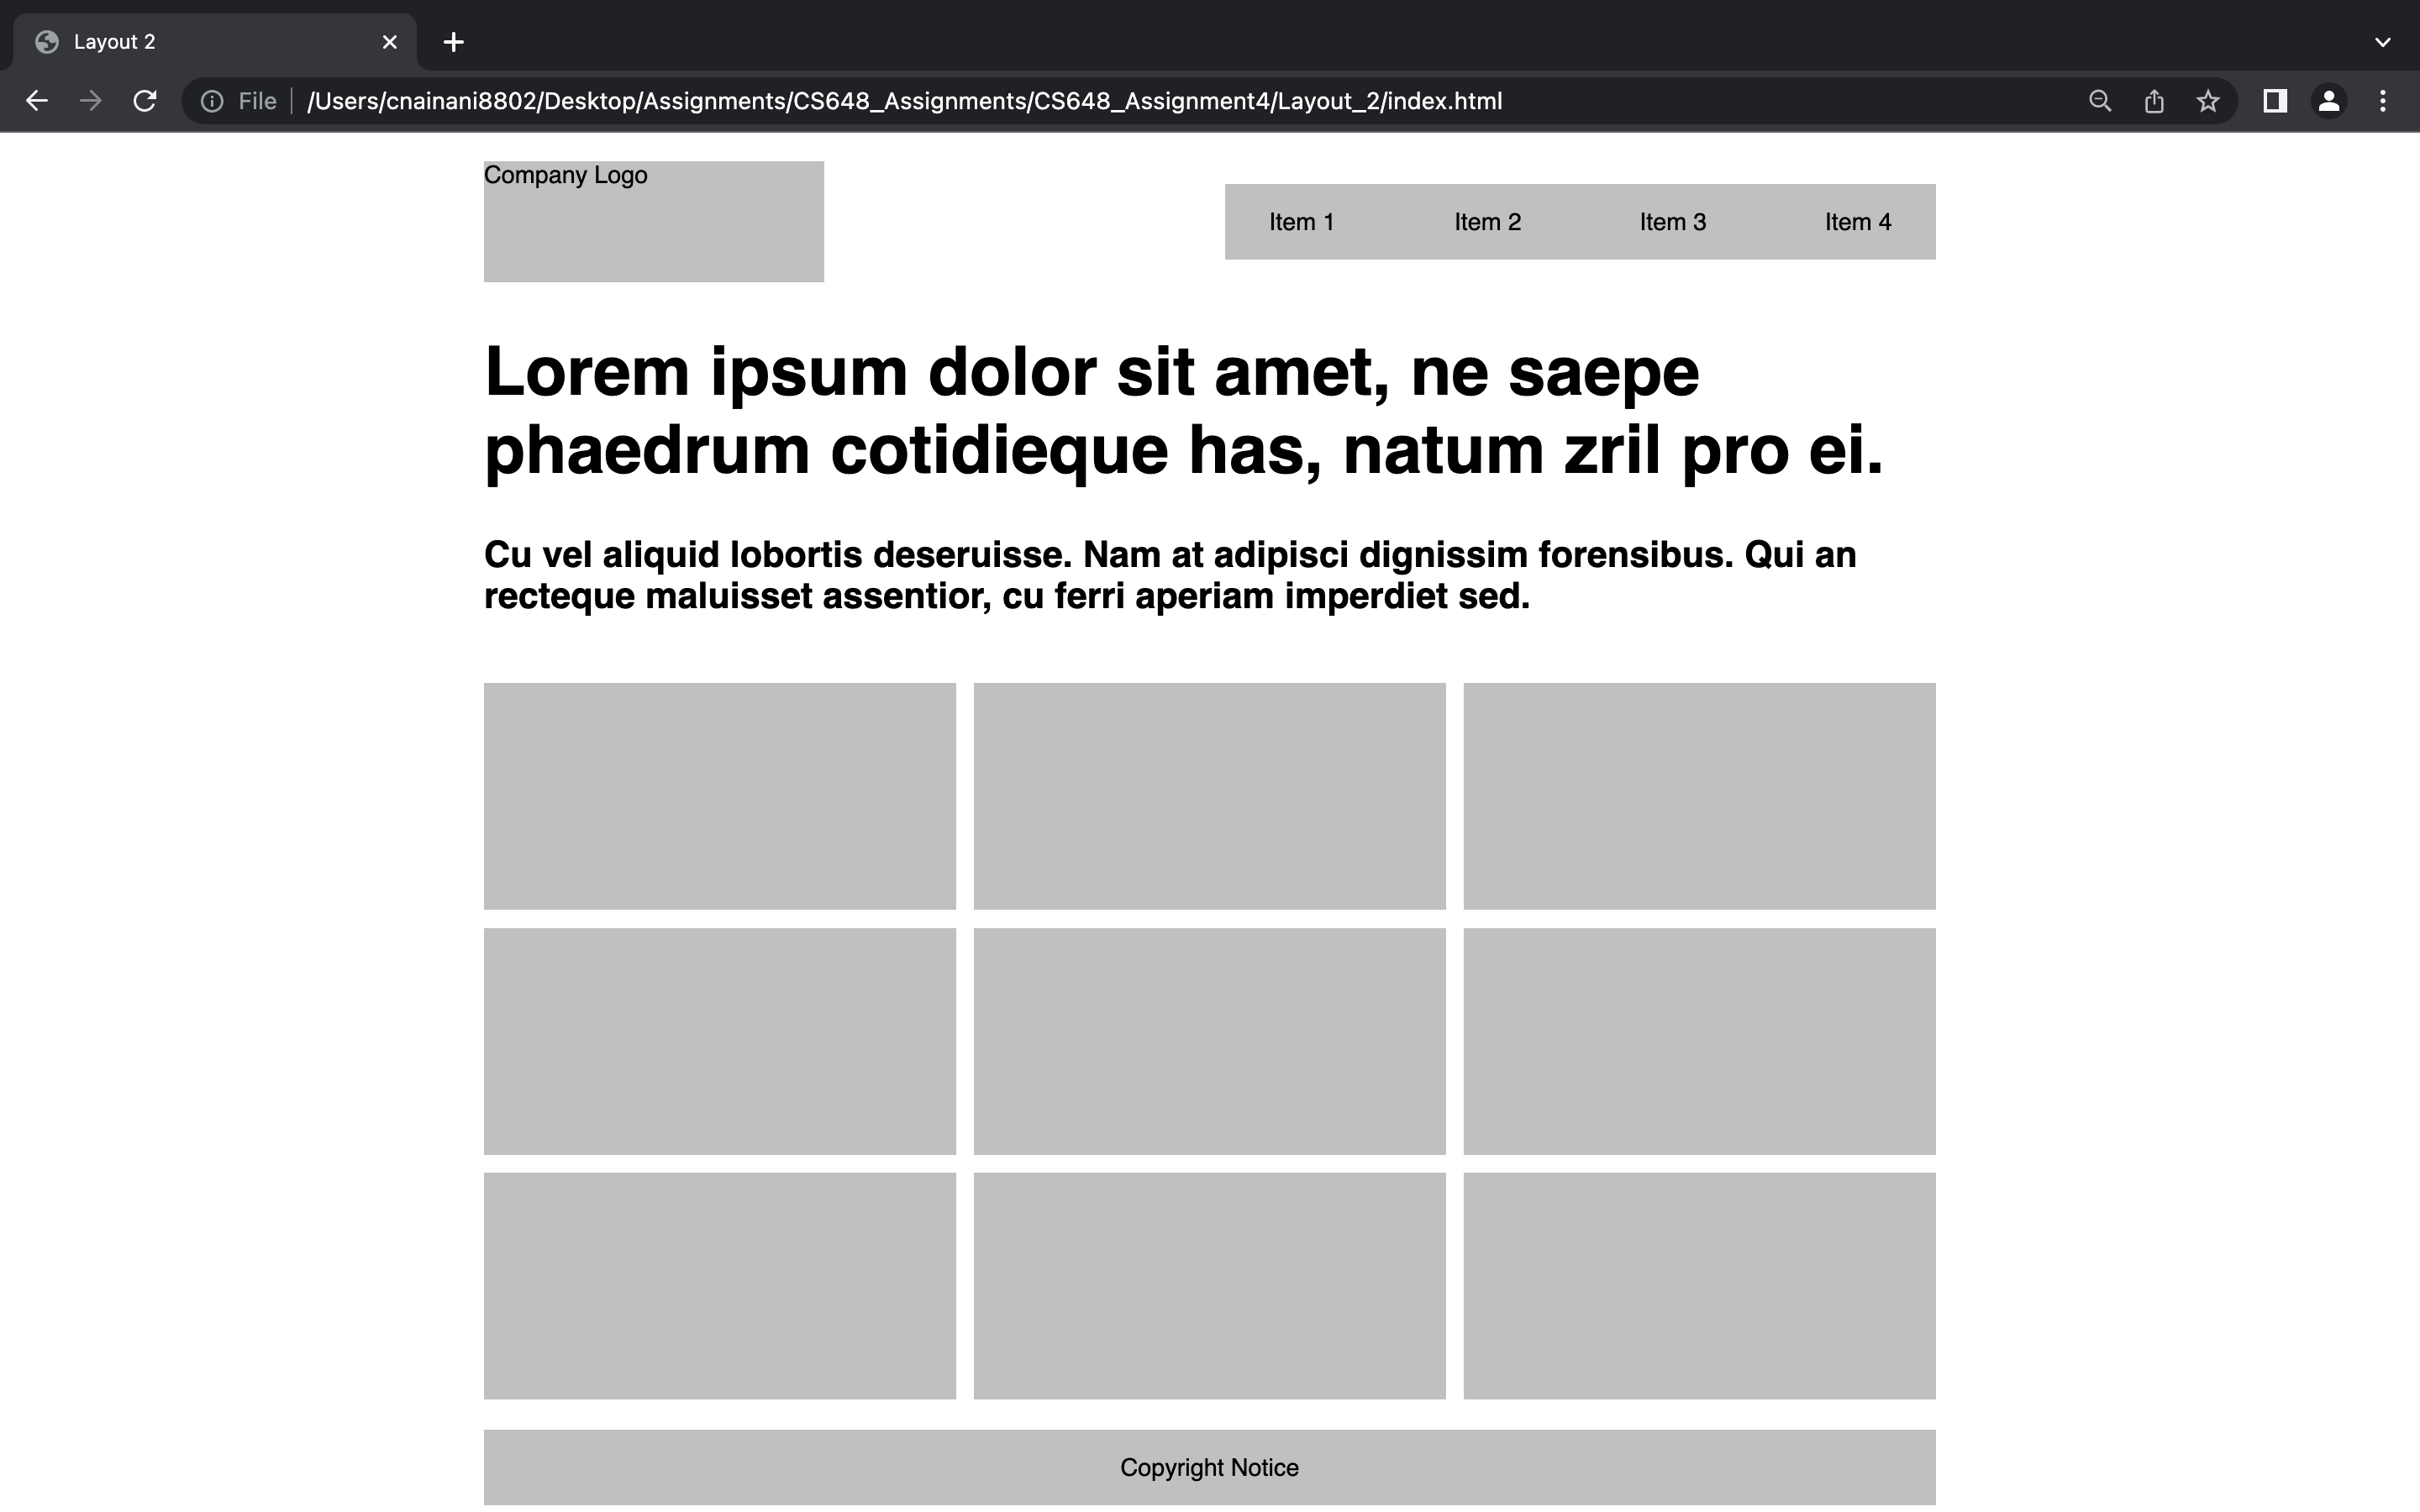 Layout 2
File /Users/cnainani8802/Desktop/Assignments/CS648_Assignments/CS648_Assignment4/Layout_2/index.html
Company Logo
Item 1 Item 2 Item 3 Item 4
Lorem ipsum dolor sit amet, ne saepe
phaedrum cotidieque has, natum zril pro ei.
Cu vel aliquid lobortis deseruisse. Nam at adipisci dignissim forensibus. Qui an
recteque maluisset assentior, cu ferri aperiam imperdiet sed.
Copyright Notice